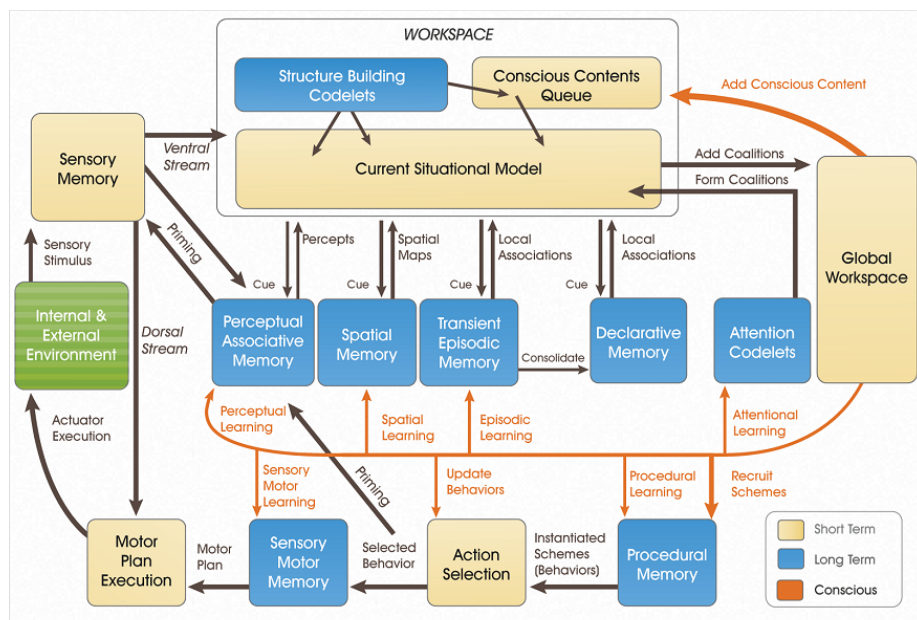 WORKSPACE
Structure Building
Codelets
Conscious Contents
Queue
Add Conscious Content
Sensory
Memory
Ventral
Stream
Current Situational Model
Add Coalitions
Form Coalitions
Global
Workspace
Priming
Sensory
Stimulus
Percepts
Spatial
Maps
Local
Associations
Local
Associations
Cue
Cue
Cue
Cue
Internal &
External
Environment
Dorsal
Stream
Perceptual
Associative
Memory
Spatial
Memory
Transient
Episodic
Memory
Consolidate
Declarative
Memory
Attention
Codelets
Actuator
Execution
Perceptual
Learning
Spatial
Learning
Episodic
Learning
Attentional
Learning
Priming
Sensory
Motor
Learning
Update
Behaviors
Procedural
Learning
Recruit
Schemes
Motor
Plan
Execution
Motor
Plan
Sensory
Motor
Memory
Selected
Behavior
Action
Selection
Instantiated
Schemes
(Behaviors)
Procedural
Memory
Short Term
Long Term
Conscious